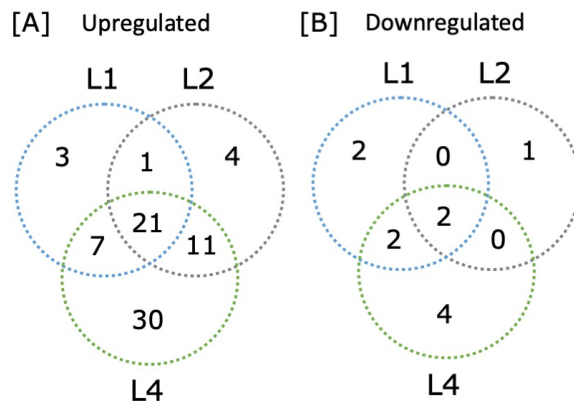 [A] Upregulated
L1 L2
3 1 4
21
7 11
30
L4
[B] Downregulated
L1 L2
2 0 1
2
2 0
4
L4